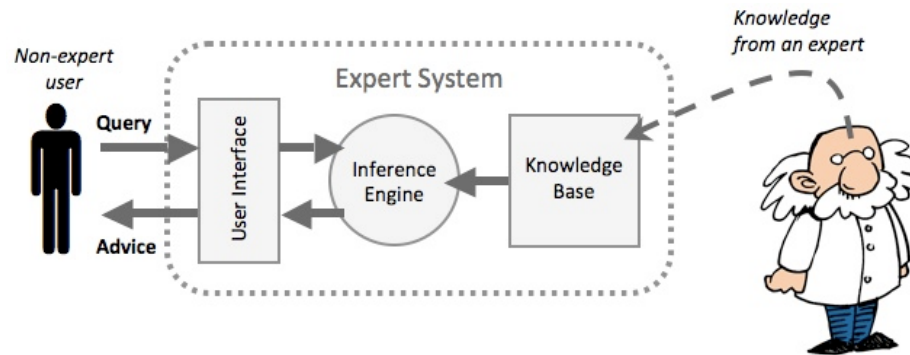 Knowledge
from an expert
Non-expert
user
Expert System
Query
User Interface
Inference
Engine
Knowledge
Base
Advice